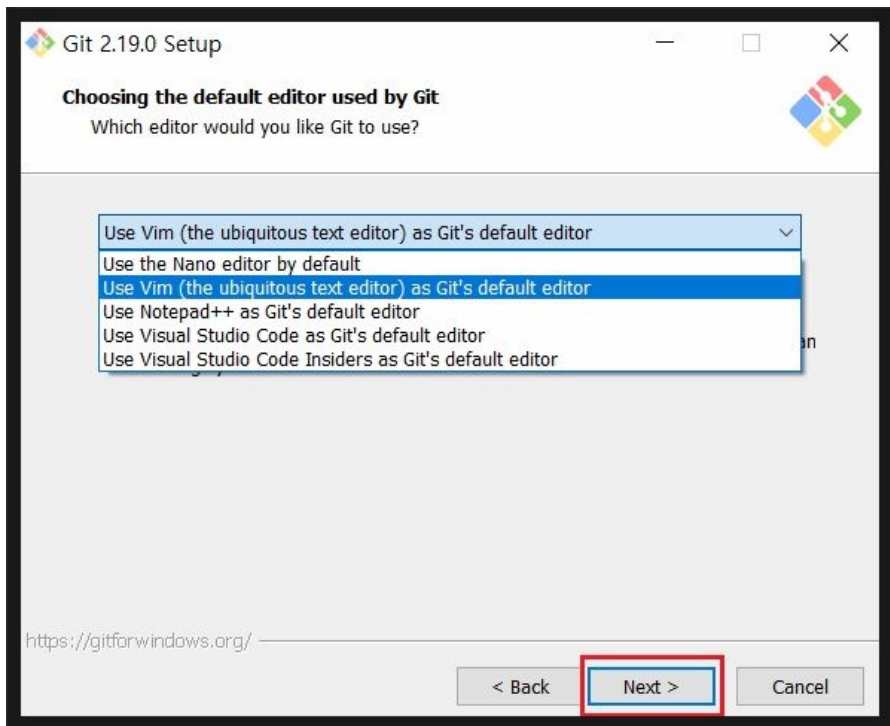 Git 2.19.0 Setup
Choosing the default editor used by Git
Which editor would you like Git to use?
Use Vim (the ubiquitous text editor) as Git's default editor
Use the Nano editor by default
Use Vim (the ubiquitous text editor) as Git's default editor
Use Notepad++ as Git's default editor
Use Visual Studio Code as Git's default editor
Use Visual Studio Code Insiders as Git's default editor
https://gitforwindows.org/
< Back Next > Cancel